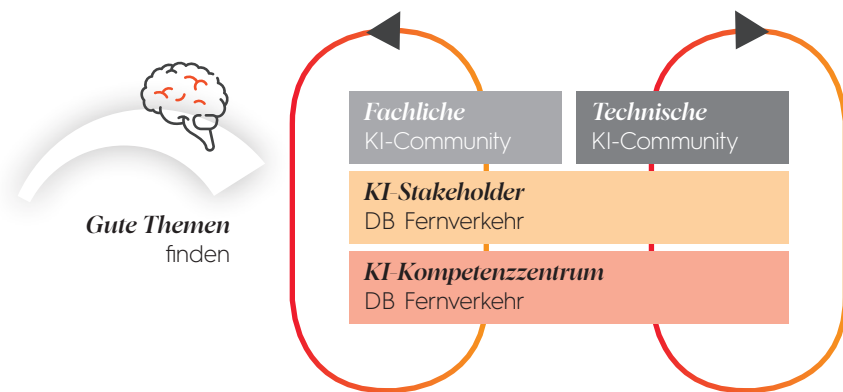 Gute Themen
finden
Fachliche
KI-Community
Technische
KI-Community
KI-Stakeholder
DB Fernverkehr
KI-Kompetenzzentrum
DB Fernverkehr